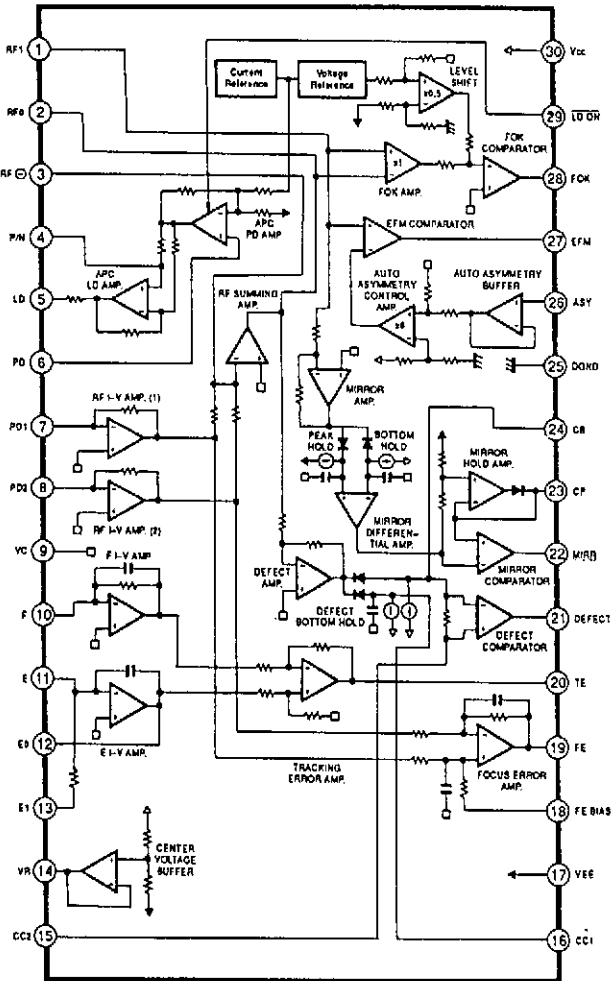 RF1 1
RF0 2
RF ⊖ 3
P/N 4
LD 5
PD 6
PD1 7
PD2 8
VC 9
F 10
E 11
E0 12
E1 13
VR 14
CC2 15
30 Vcc
29 LD ON
28 FOK
27 EFM
26 ASY
25 DGND
24 CB
23 CP
22 MIRR
21 DEFECT
20 TE
19 FE
18 FE BIAS
17 VEE
16 CC1
Current
Reference
Voltage
Reference
LEVEL
SHIFT
x0.5
FOK
COMPARATOR
x1
FOK AMP.
APC
PD AMP
EFM COMPARATOR
APC
LD AMP.
RF SUMMING AMP.
AUTO
ASYMMETRY
CONTROL
AMP.
AUTO ASYMMETRY
BUFFER
MIRROR
AMP.
RF I-V AMP. (1)
PEAK
HOLD
BOTTOM
HOLD
MIRROR
HOLD AMP.
RF I-V AMP. (2)
MIRROR
DIFFEREN-
TIAL AMP.
F I-V AMP
MIRROR
COMPARATOR
DEFECT
AMP.
DEFECT
BOTTOM HOLD
DEFECT
COMPARATOR
E I-V AMP.
TRACKING
ERROR AMP.
FOCUS ERROR
AMP.
CENTER
VOLTAGE
BUFFER